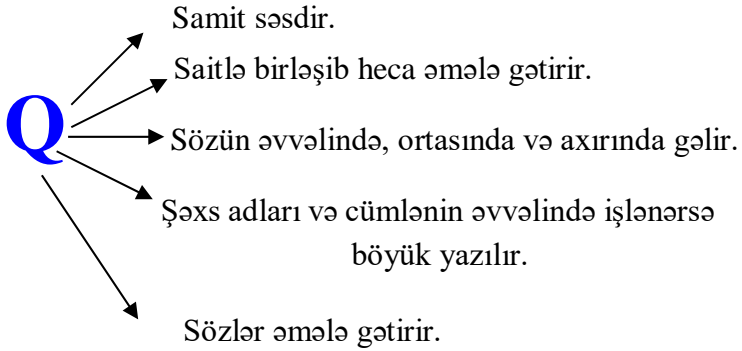 Samit səsdir.
Saitlə birləşib heca əmələ gətirir.
Q
Sözün əvvəlində, ortasında və axırında gəlir.
Şəxs adları və cümlənin əvvəlində işlənərsə
böyük yazılır.
Sözlər əmələ gətirir.